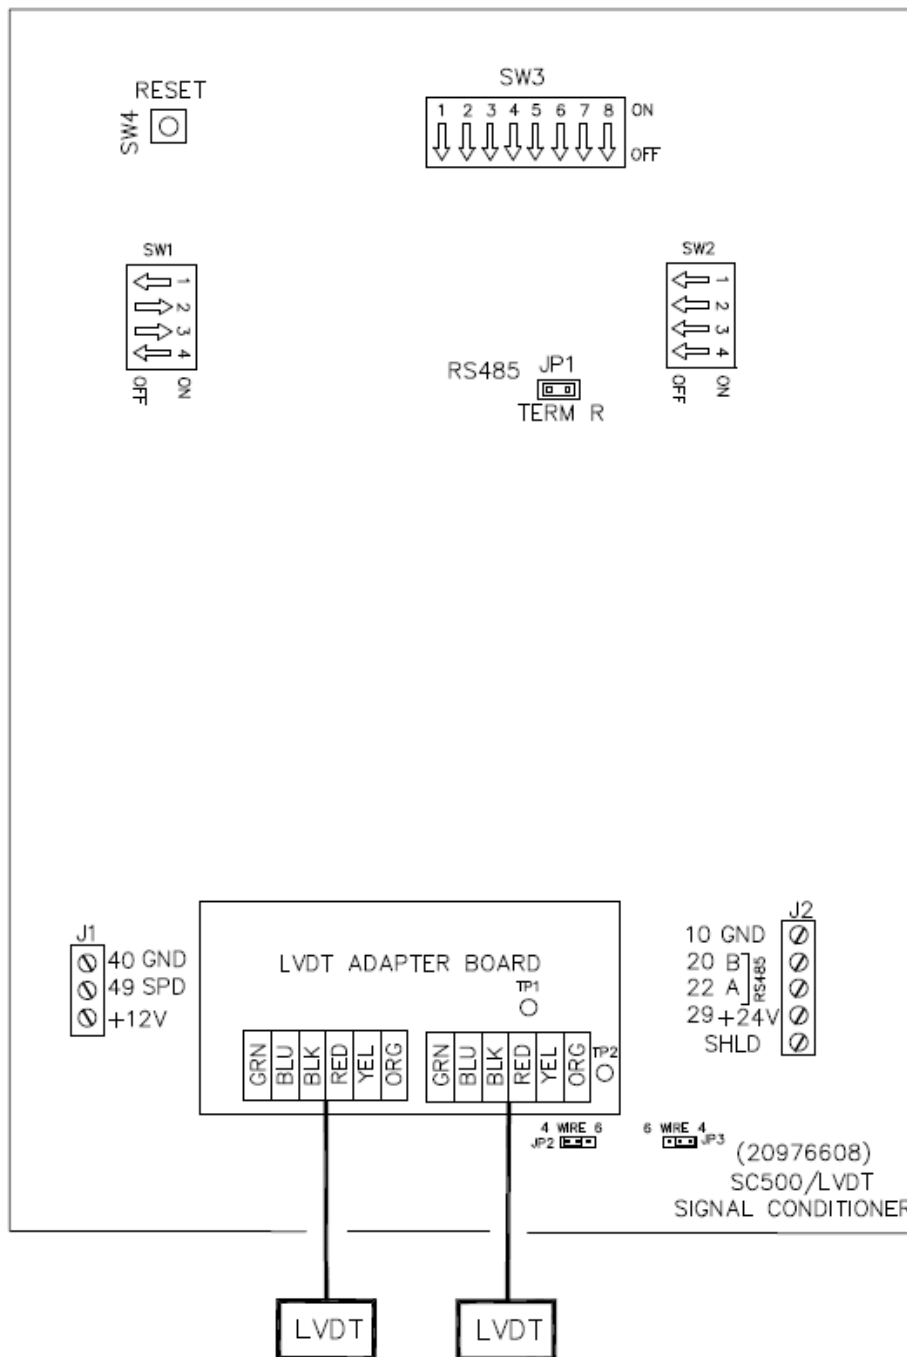 SW3
RESET
SW4
1 2 3 4 5 6 7 8 ON
OFF
SW1
1
2
3
4
OFF ON
SW2
1
2
3
4
OFF ON
RS485 JP1
TERM R
J1
40 GND
49 SPD
+12V
LVDT ADAPTER BOARD
TP1
GRN BLU BLK RED YEL ORG
GRN BLU BLK RED YEL ORG
TP2
J2
10 GND
20 B
22 A
RS485
29 +24V
SHLD
4 WIRE 6
JP2
6 WIRE 4
JP3
(20976608)
SC500/LVDT
SIGNAL CONDITIONER
LVDT
LVDT